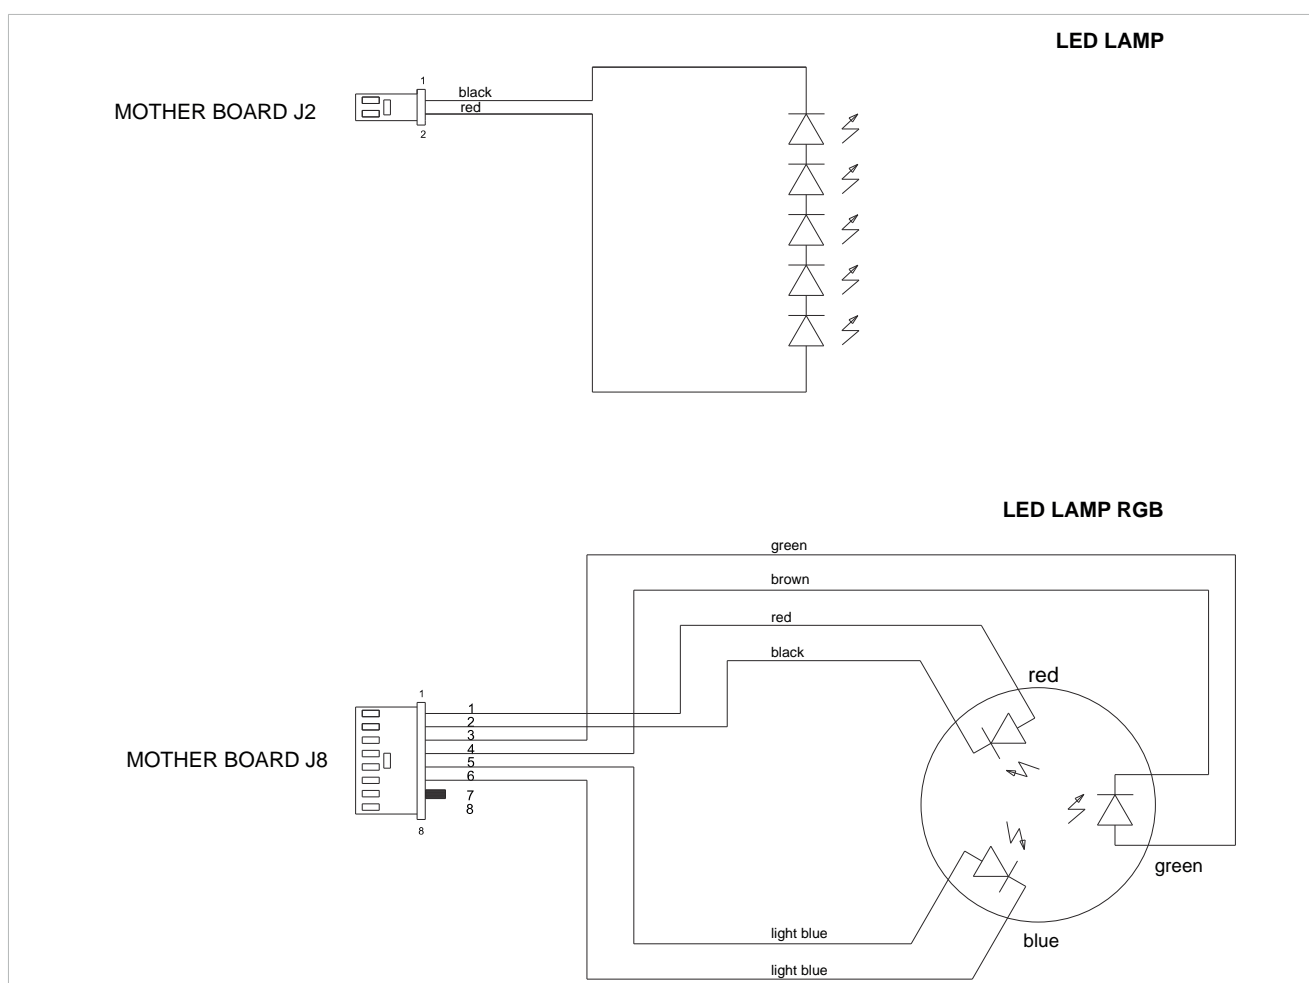 LED LAMP
1
black
MOTHER BOARD J2
red
2
LED LAMP RGB
green
brown
red
black
red
1
1
2
3
4
MOTHER BOARD J8
5
6
7
8
8
green
light blue
blue
light blue